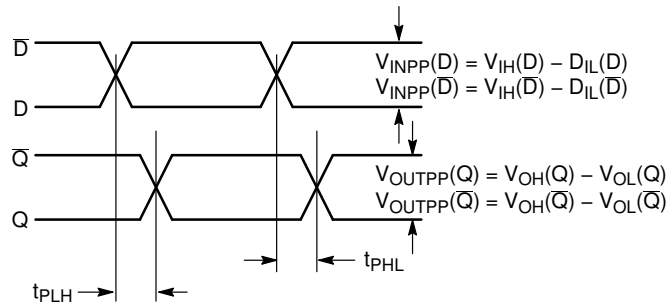 D̅
V_INPP(D) = V_IH(D) – D_IL(D)
V_INPP(D̅) = V_IH(D̅) – D_IL(D̅)
D
Q̅
V_OUTPP(Q) = V_OH(Q) – V_OL(Q)
V_OUTPP(Q̅) = V_OH(Q̅) – V_OL(Q̅)
Q
t_PHL
t_PLH